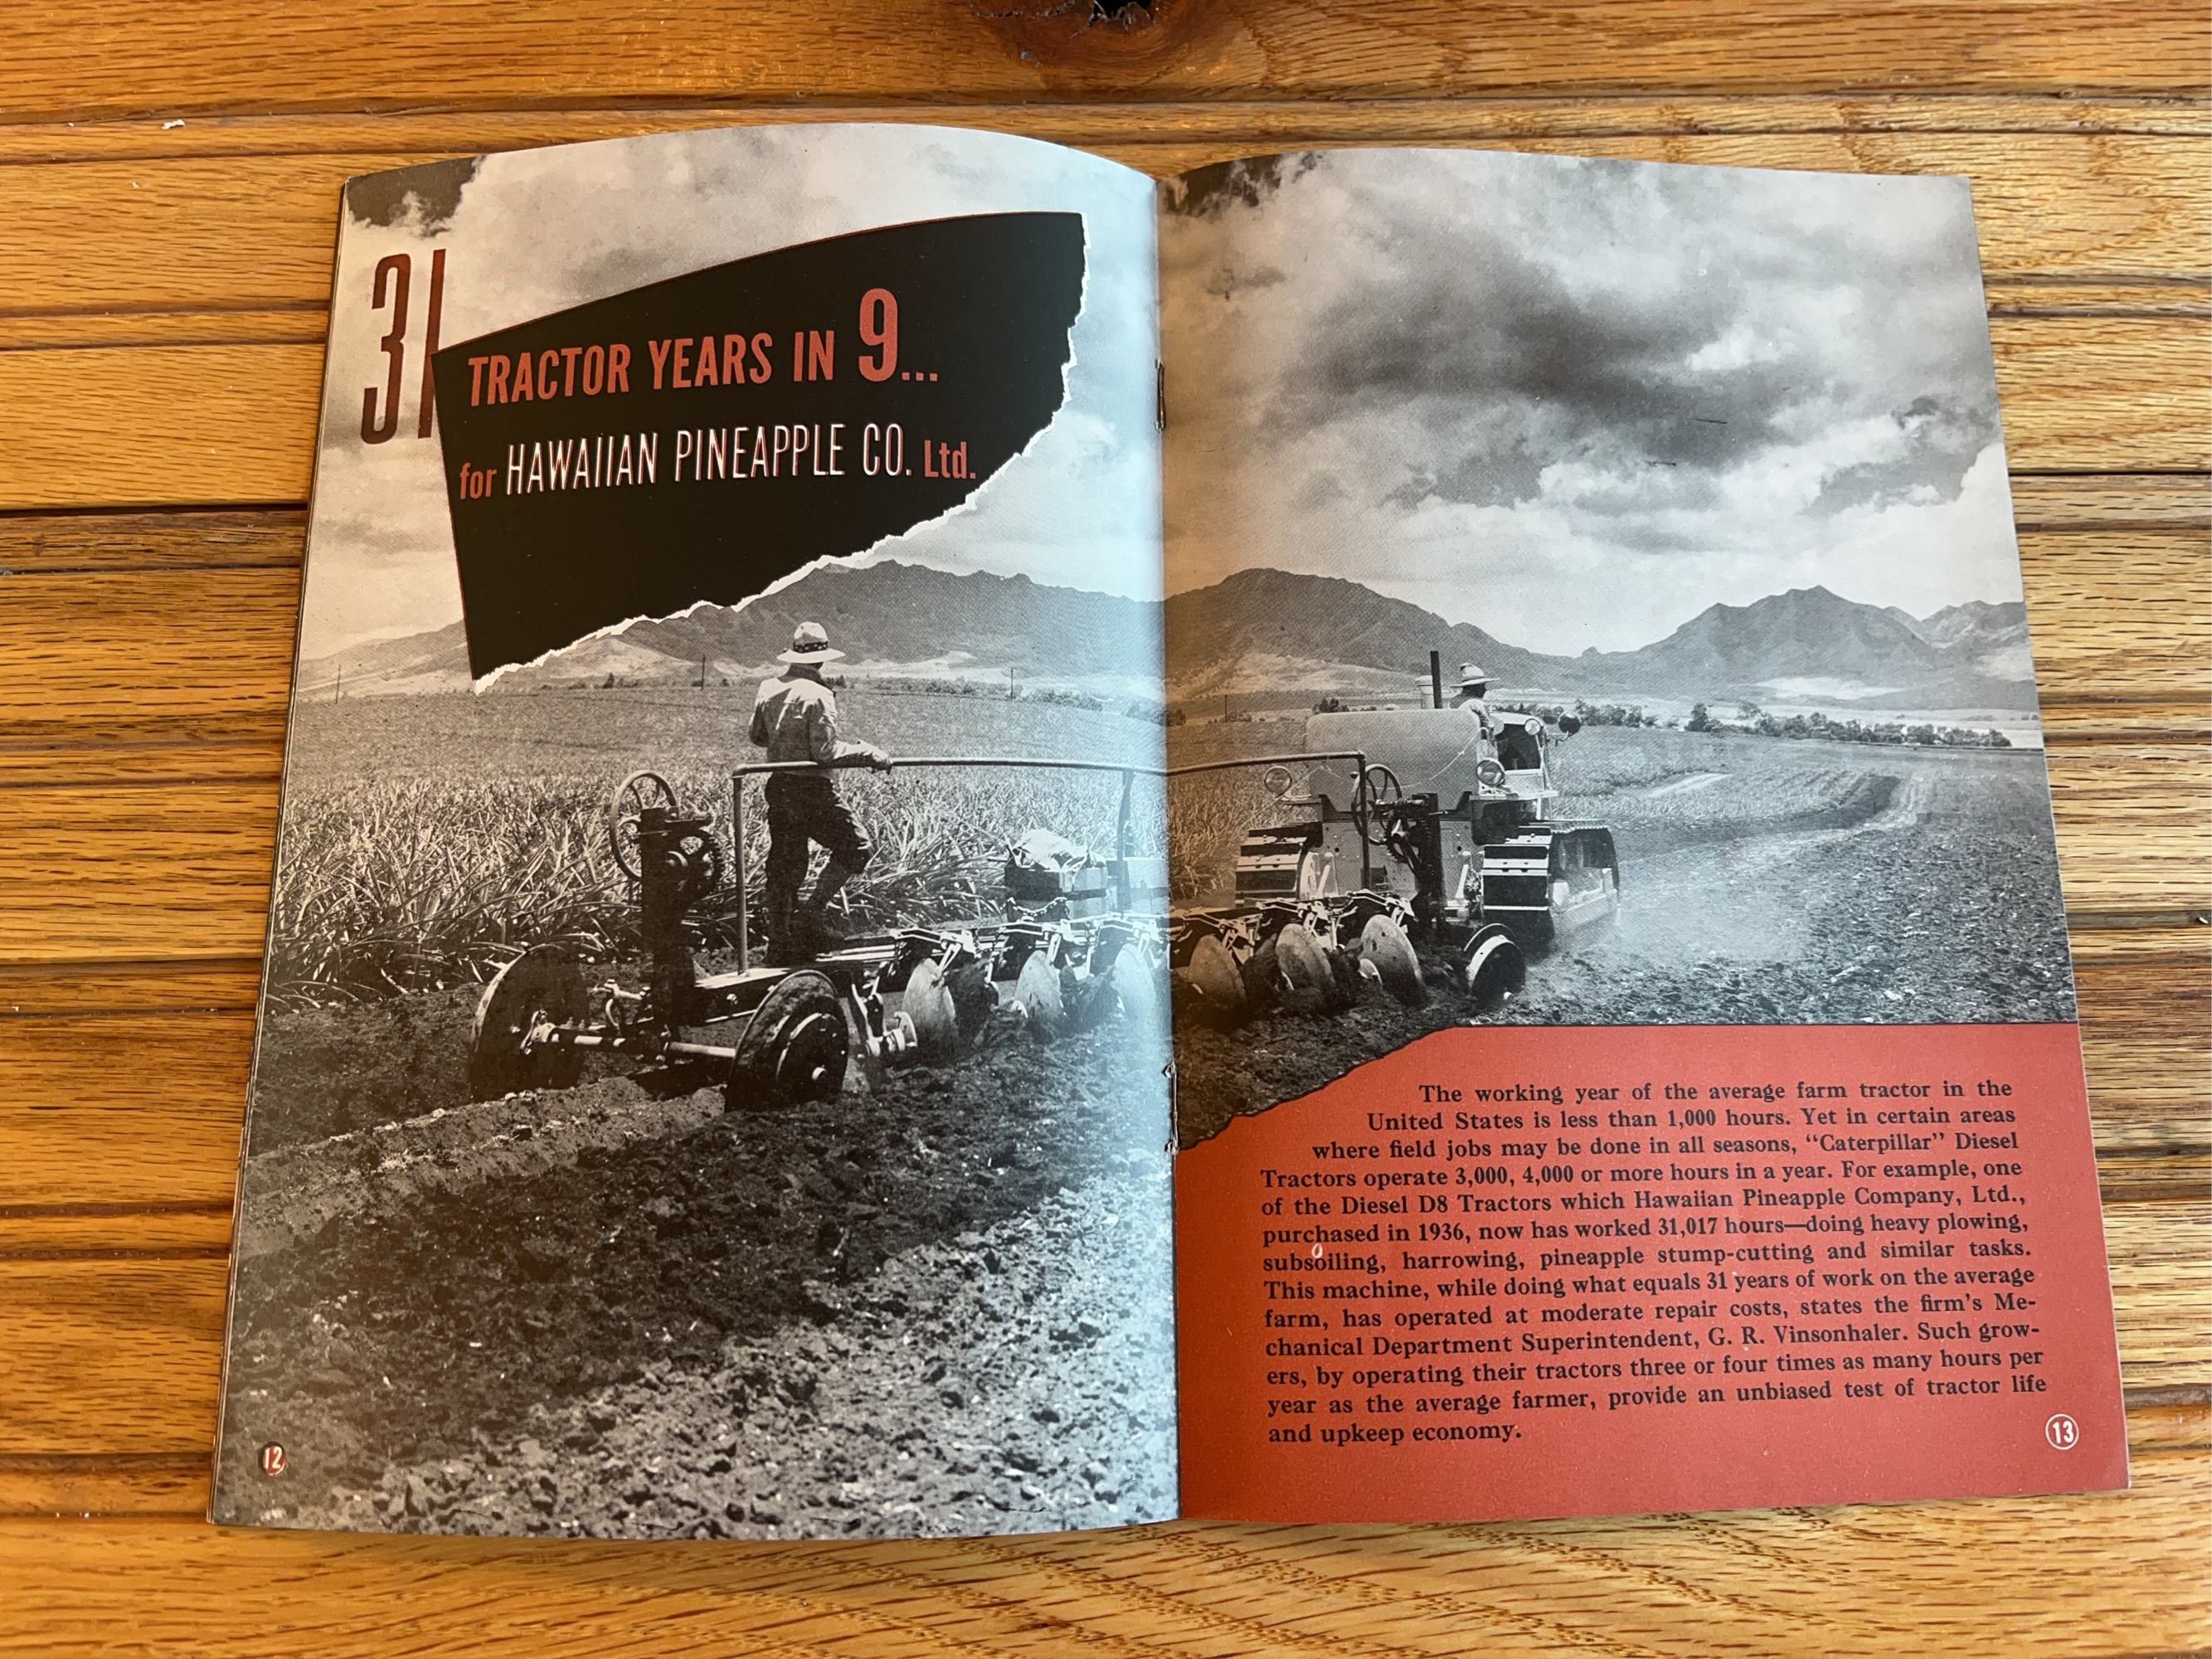 31
TRACTOR YEARS IN 9...
for HAWAIIAN PINEAPPLE CO. Ltd.
12
The working year of the average farm tractor in the
United States is less than 1,000 hours. Yet in certain areas
where field jobs may be done in all seasons, “Caterpillar” Diesel
Tractors operate 3,000, 4,000 or more hours in a year. For example, one
of the Diesel D8 Tractors which Hawaiian Pineapple Company, Ltd.,
purchased in 1936, now has worked 31,017 hours—doing heavy plowing,
subsoiling, harrowing, pineapple stump-cutting and similar tasks.
This machine, while doing what equals 31 years of work on the average
farm, has operated at moderate repair costs, states the firm's Me-
chanical Department Superintendent, G. R. Vinsonhaler. Such grow-
ers, by operating their tractors three or four times as many hours per
year as the average farmer, provide an unbiased test of tractor life
and upkeep economy.
13